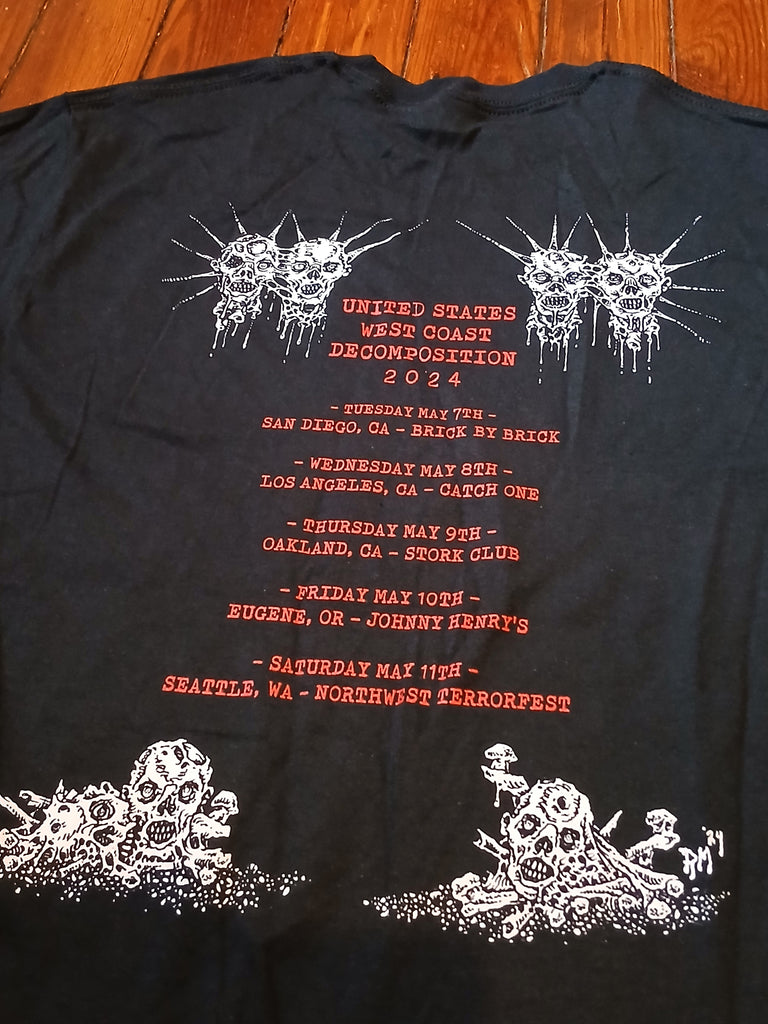 UNITED STATES
WEST COAST
DECOMPOSITION
2024
- TUESDAY MAY 7TH -
SAN DIEGO, CA - BRICK BY BRICK
- WEDNESDAY MAY 8TH -
LOS ANGELES, CA - CATCH ONE
- THURSDAY MAY 9TH -
OAKLAND, CA - STORK CLUB
- FRIDAY MAY 10TH -
EUGENE, OR - JOHNNY HENRY'S
- SATURDAY MAY 11TH -
SEATTLE, WA - NORTHWEST TERRORFEST
RM '24